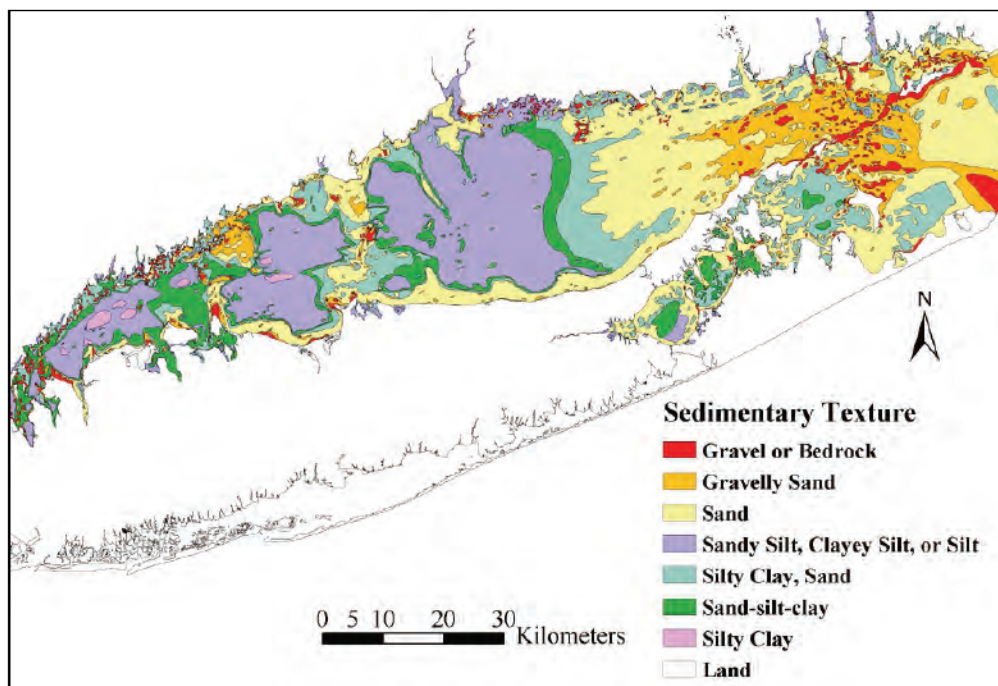 N
Sedimentary Texture
Gravel or Bedrock
Gravelly Sand
Sand
Sandy Silt, Clayey Silt, or Silt
Silty Clay, Sand
Sand-silt-clay
Silty Clay
Land
0 5 10 20 30
Kilometers